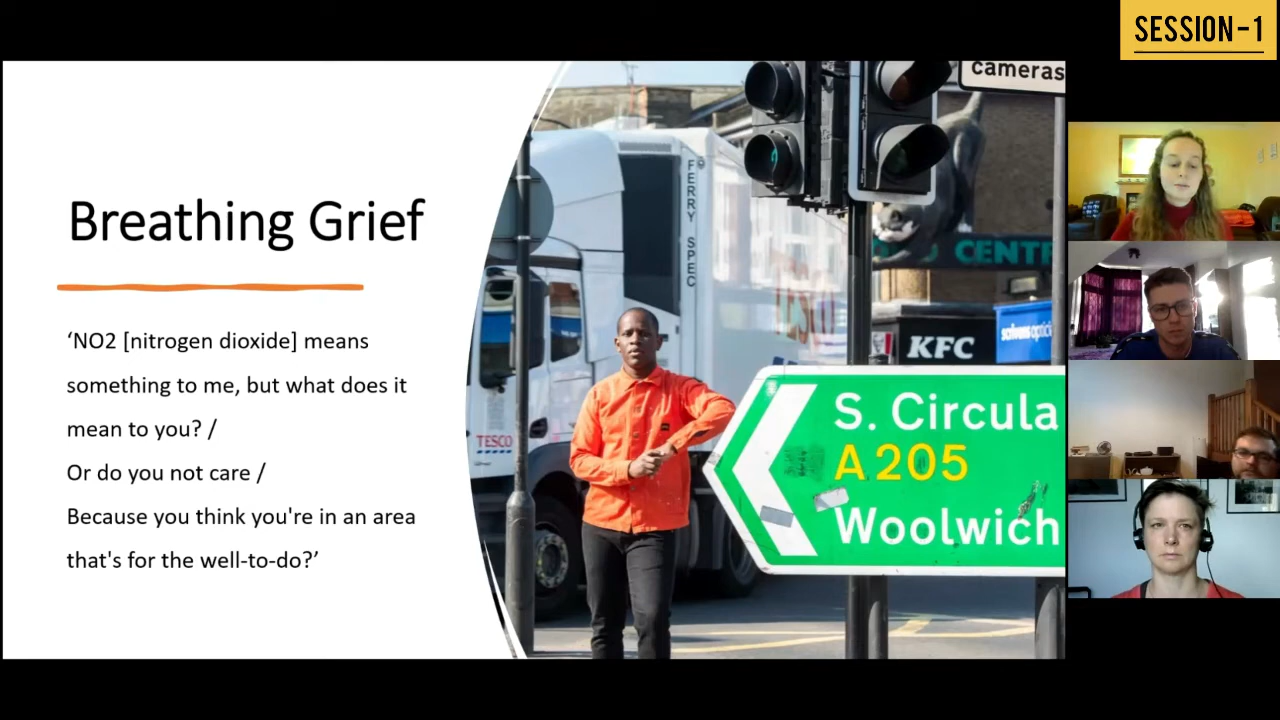 SESSION-1
Breathing Grief
‘NO2 [nitrogen dioxide] means
something to me, but what does it
mean to you? /
Or do you not care /
Because you think you're in an area
that's for the well-to-do?’
cameras
FERRY SPEC
TESCO
CENTR
KFC
TESCO
S. Circula
A 205
Woolwich